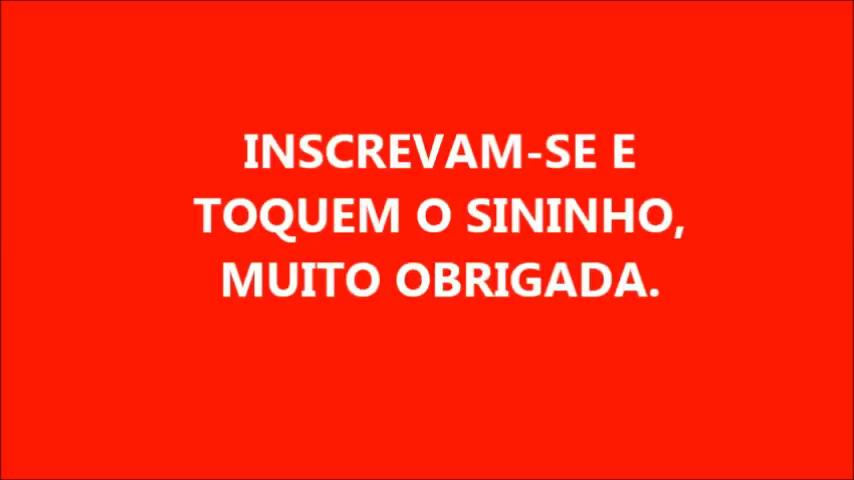 INSCREVAM-SE E
TOQUEM O SININHO,
MUITO OBRIGADA.